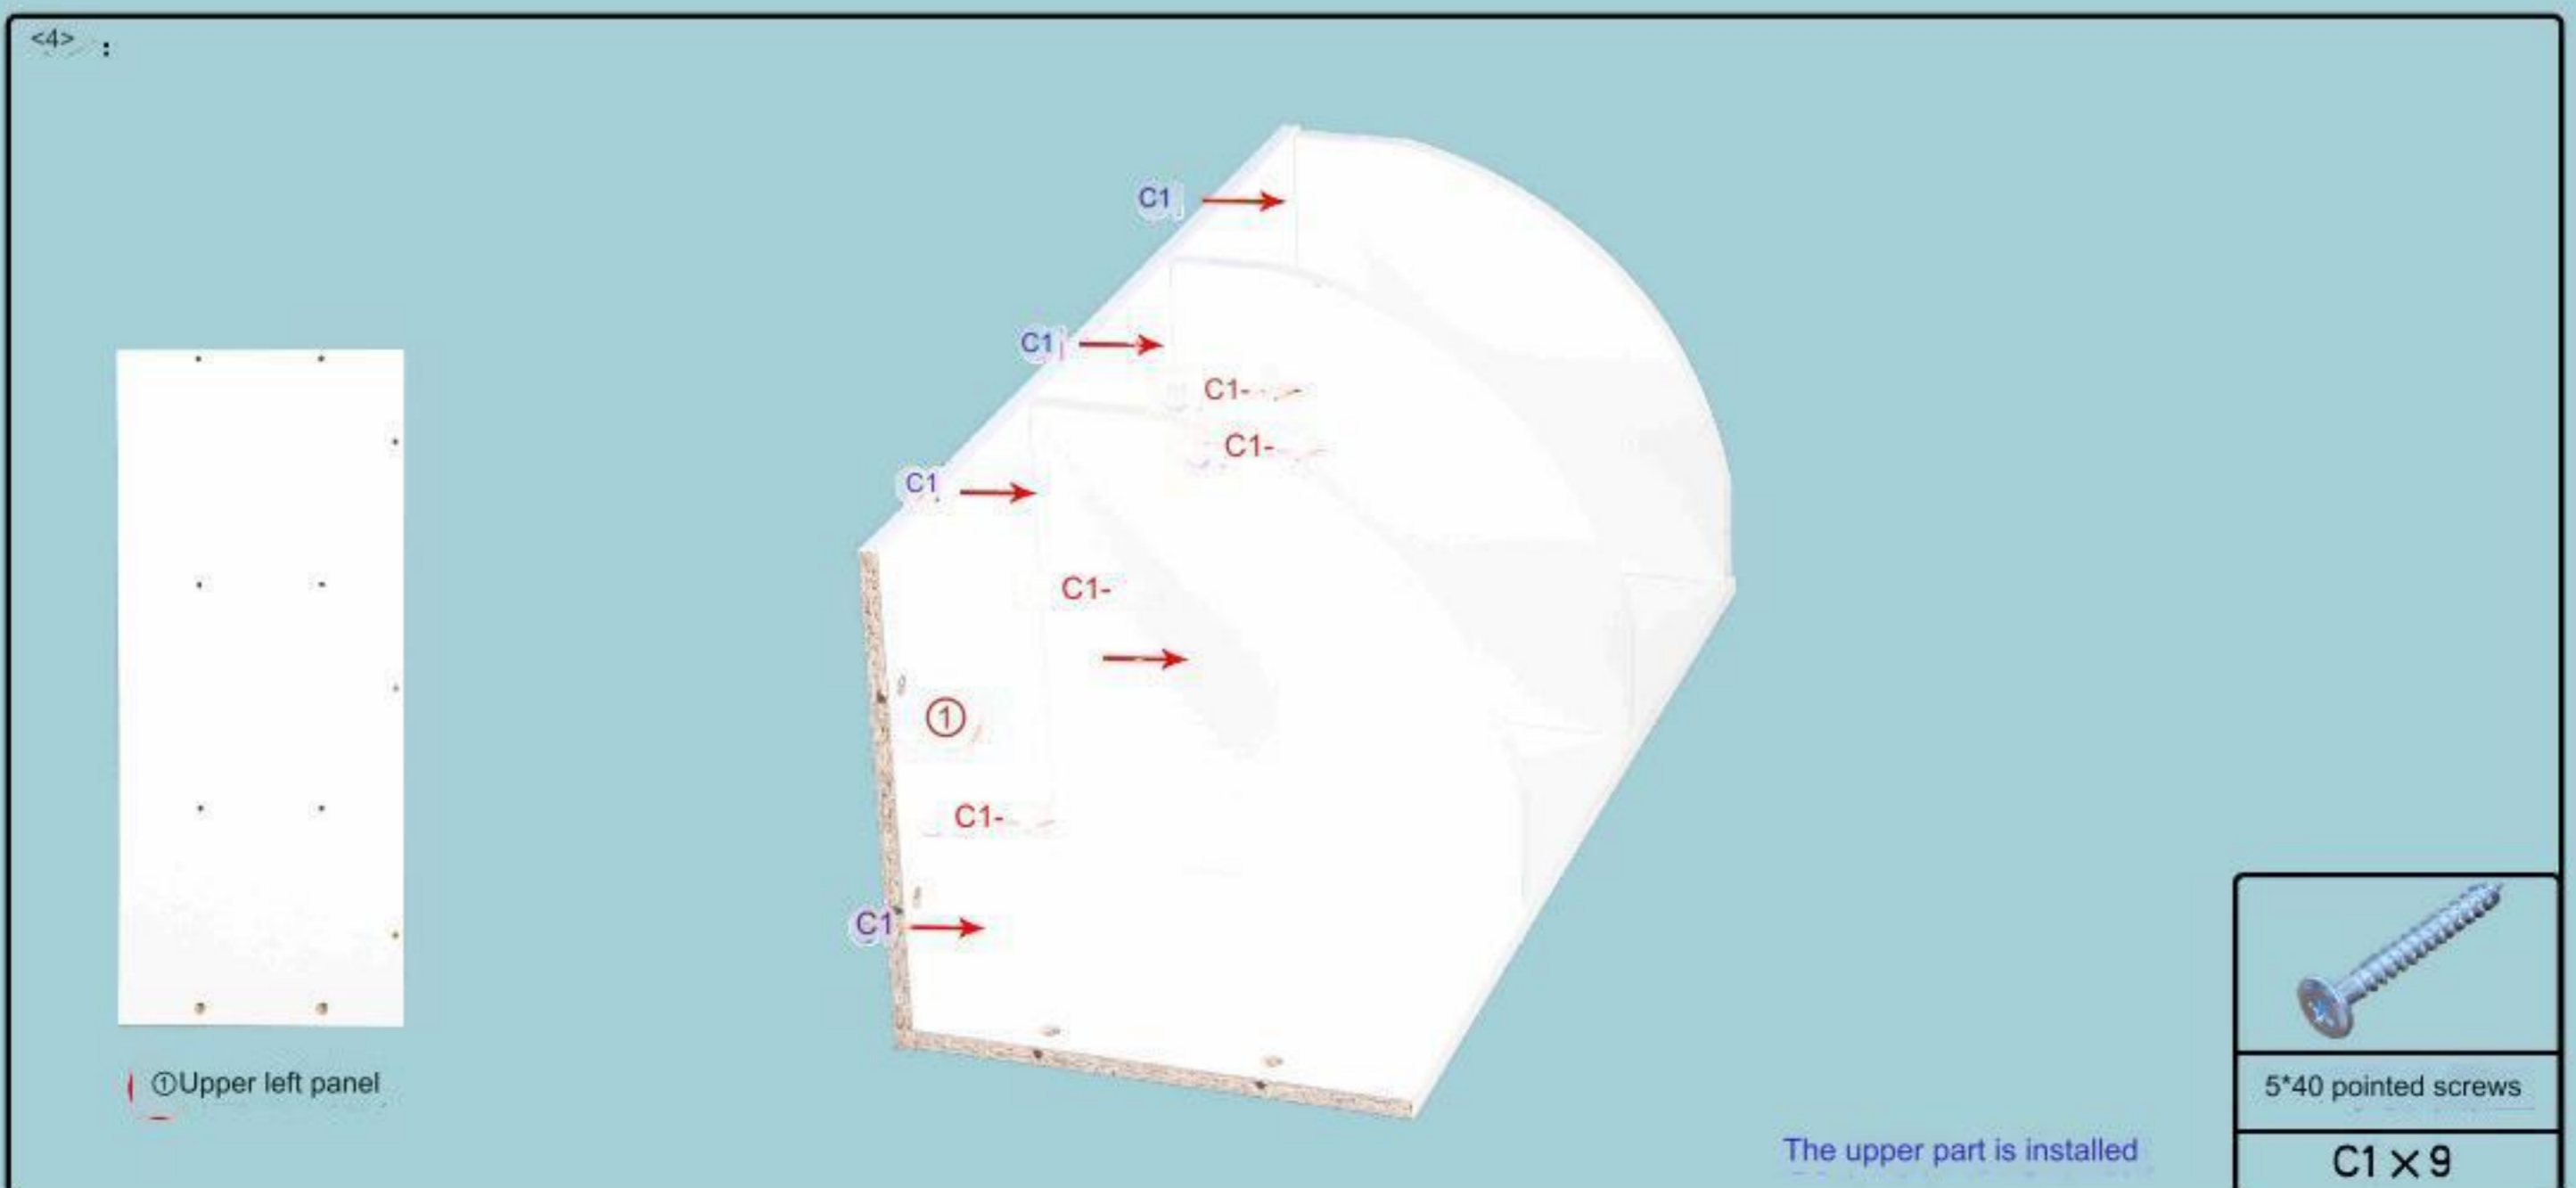 <4> :
C1
C1
C1-
C1-
C1
C1-
①
C1-
C1
①Upper left panel
5*40 pointed screws
The upper part is installed
C1×9